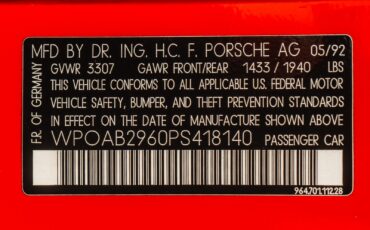 MFD BY DR. ING. H.C. F. PORSCHE AG 05/92
GVWR 3307 GAWR FRONT/REAR 1433 / 1940 LBS
THIS VEHICLE CONFORMS TO ALL APPLICABLE U.S. FEDERAL MOTOR
VEHICLE SAFETY, BUMPER, AND THEFT PREVENTION STANDARDS
IN EFFECT ON THE DATE OF MANUFACTURE SHOWN ABOVE.
WP0AB2960PS418140 PASSENGER CAR
F.R. OF GERMANY
964.701.112.28